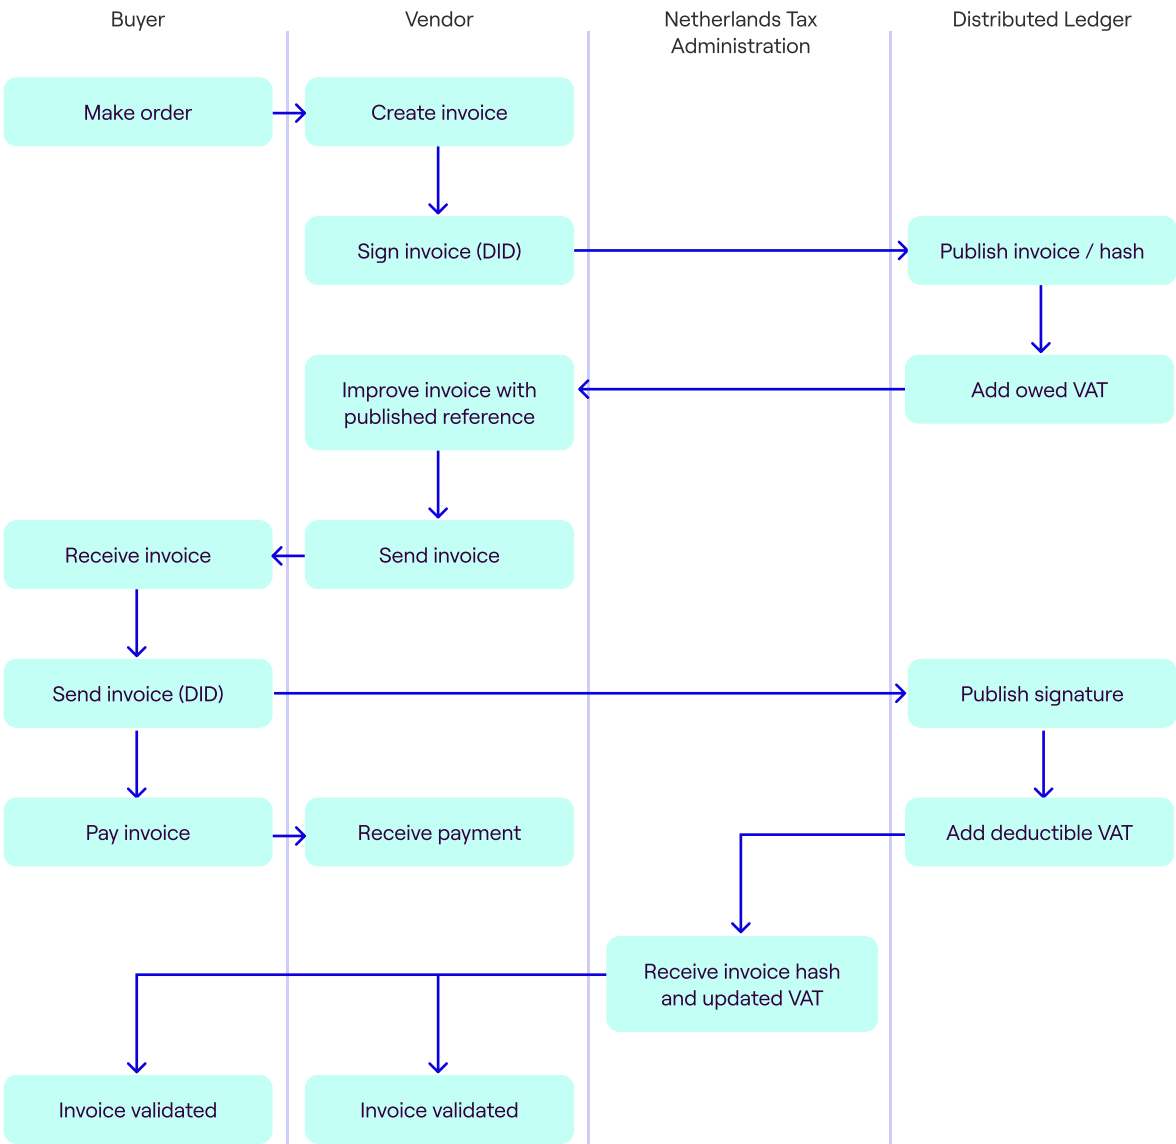 Buyer
Vendor
Netherlands Tax
Administration
Distributed Ledger
Make order
Create invoice
Sign invoice (DID)
Publish invoice / hash
Improve invoice with
published reference
Add owed VAT
Receive invoice
Send invoice
Send invoice (DID)
Publish signature
Pay invoice
Receive payment
Add deductible VAT
Receive invoice hash
and updated VAT
Invoice validated
Invoice validated